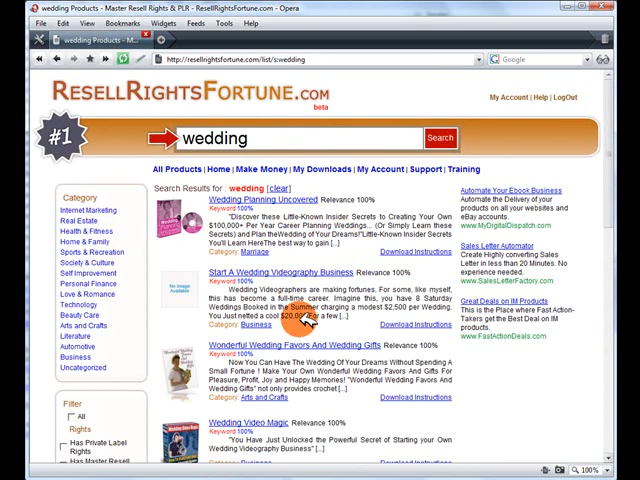 wedding Products - Master Resell Rights & PLR - ResellRightsFortune.com - Opera
File Edit View Bookmarks Widgets Feeds Tools Help
wedding Products - M...
http://resellrightsfortune.com/list/s:wedding
Google
RESELLRIGHTSFORTUNE.COM
beta
My Account | Help | LogOut
#1
wedding
Search
All Products | Home | Make Money | My Downloads | My Account | Support | Training
Category
Internet Marketing
Real Estate
Health & Fitness
Home & Family
Sports & Recreation
Society & Culture
Self Improvement
Personal Finance
Love & Romance
Technology
Beauty Care
Arts and Crafts
Literature
Automotive
Business
Uncategorized
Filter
All
Rights
Has Private Label
Rights
Has Master Resell
Search Results for : wedding [clear]
Wedding Planning Uncovered Relevance 100%
Keyword 100%
"Discover these Little-Known Insider Secrets to Creating Your Own
$100,000+ Per Year Career Planning Weddings... (Or Simply Learn these
Secrets) and Plan theWedding of Your Dreams!"Little-Known Insider Secrets
You'll Learn HereThe best way to gain [...]
Category: Marriage Download Instructions
No Image
Available
Start A Wedding Videography Business Relevance 100%
Keyword 100%
Wedding Videographers are making fortunes. For some, like myself,
this has become a full-time career. Imagine this, you have 8 Saturday
Weddings Booked in the Summer charging a modest $2,500 per Wedding.
You Just netted a cool $20,000 For a few [...]
Category: Business Download Instructions
Wonderful Wedding Favors And Wedding Gifts Relevance 100%
Keyword 100%
Now You Can Have The Wedding Of Your Dreams Without Spending A
Small Fortune ! Make Your Own Wonderful Wedding Favors And Gifts For
Pleasure, Profit, Joy and Happy Memories! "Wonderful Wedding Favors And
Wedding Gifts" not only provides crochet [...]
Category: Arts and Crafts Download Instructions
Wedding Video Magic Relevance 100%
Keyword 100%
"You Have Just Unlocked the Powerful Secret of Starting your Own
Wedding Videography Business" [...]
Category: Business Download Instructions
Automate Your Ebook Business
Automate the Delivery of your
products on all your websites and
eBay accounts.
www.MyDigitalDispatch.com
Sales Letter Automator
Create Highly converting Sales
Letter in less than 20 Minutes. No
experience needed.
www.SalesLetterFactory.com
Great Deals on IM Products
This is the Place where Fast Action-
Takers get the Best Deal on IM
products.
www.FastActionDeals.com
100%